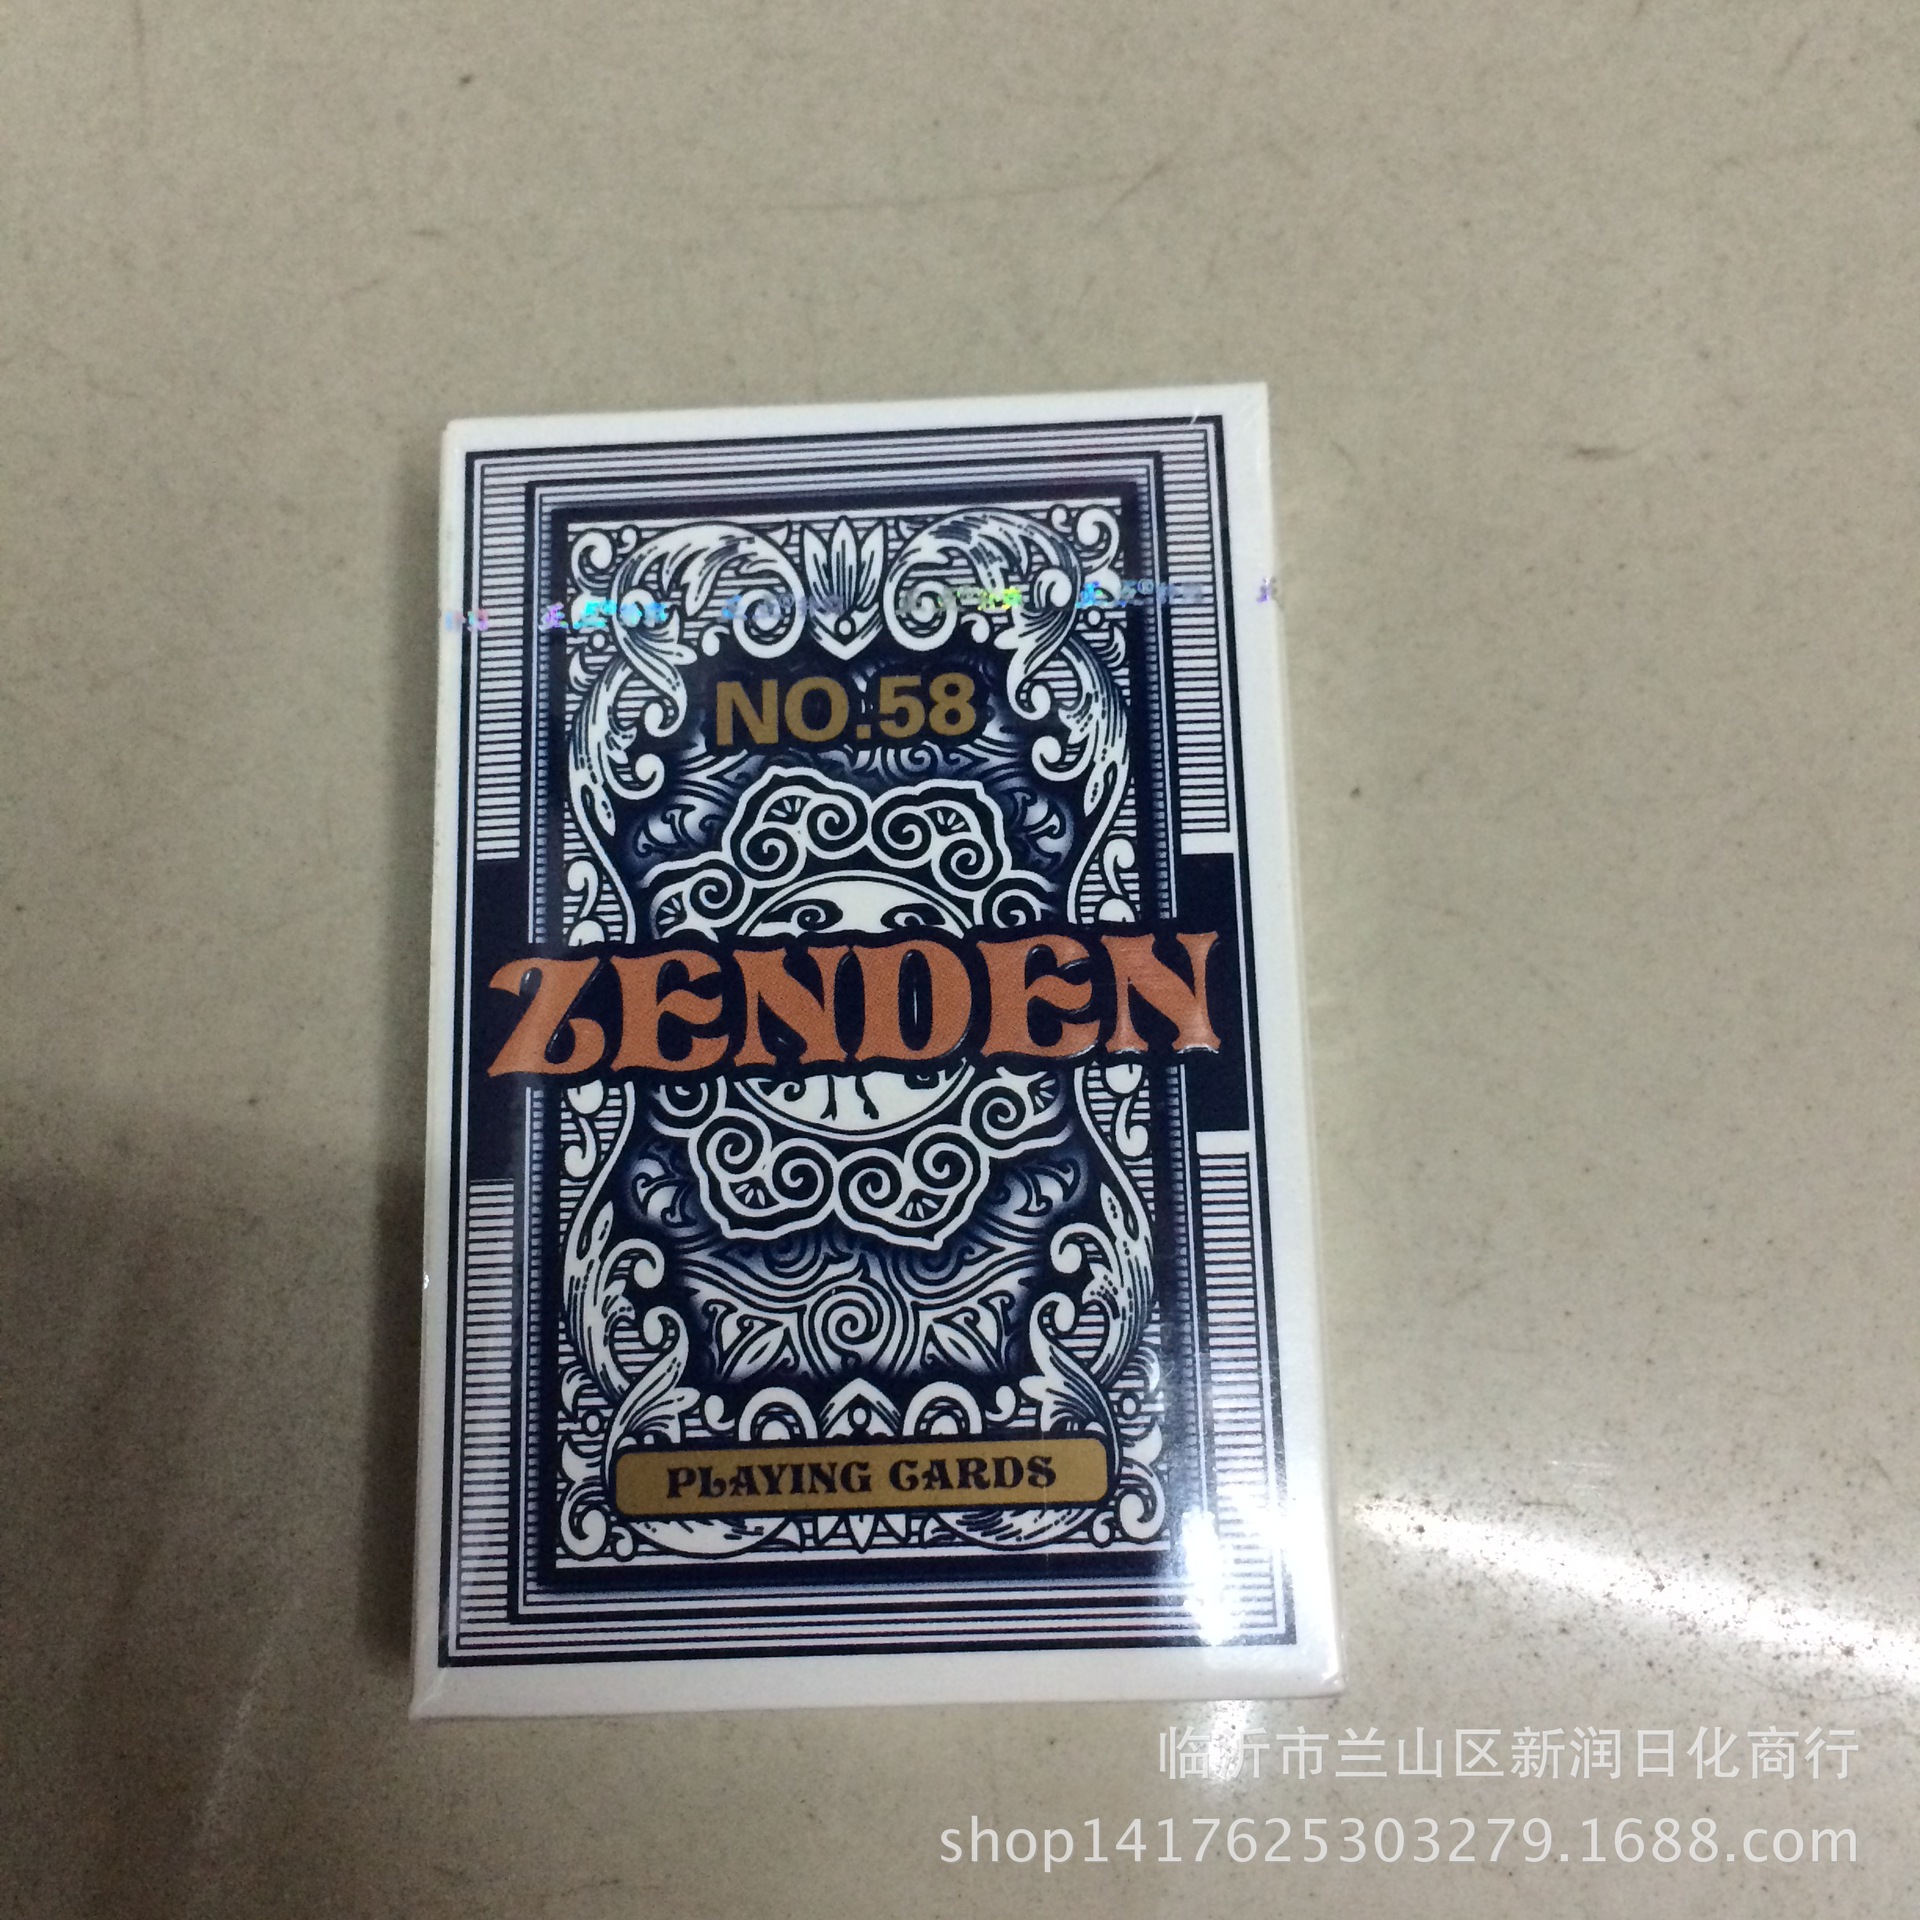 NO.58
ZENDEN
PLAYING CARDS
临沂市兰山区新润日化商行
shop1417625303279.1688.com